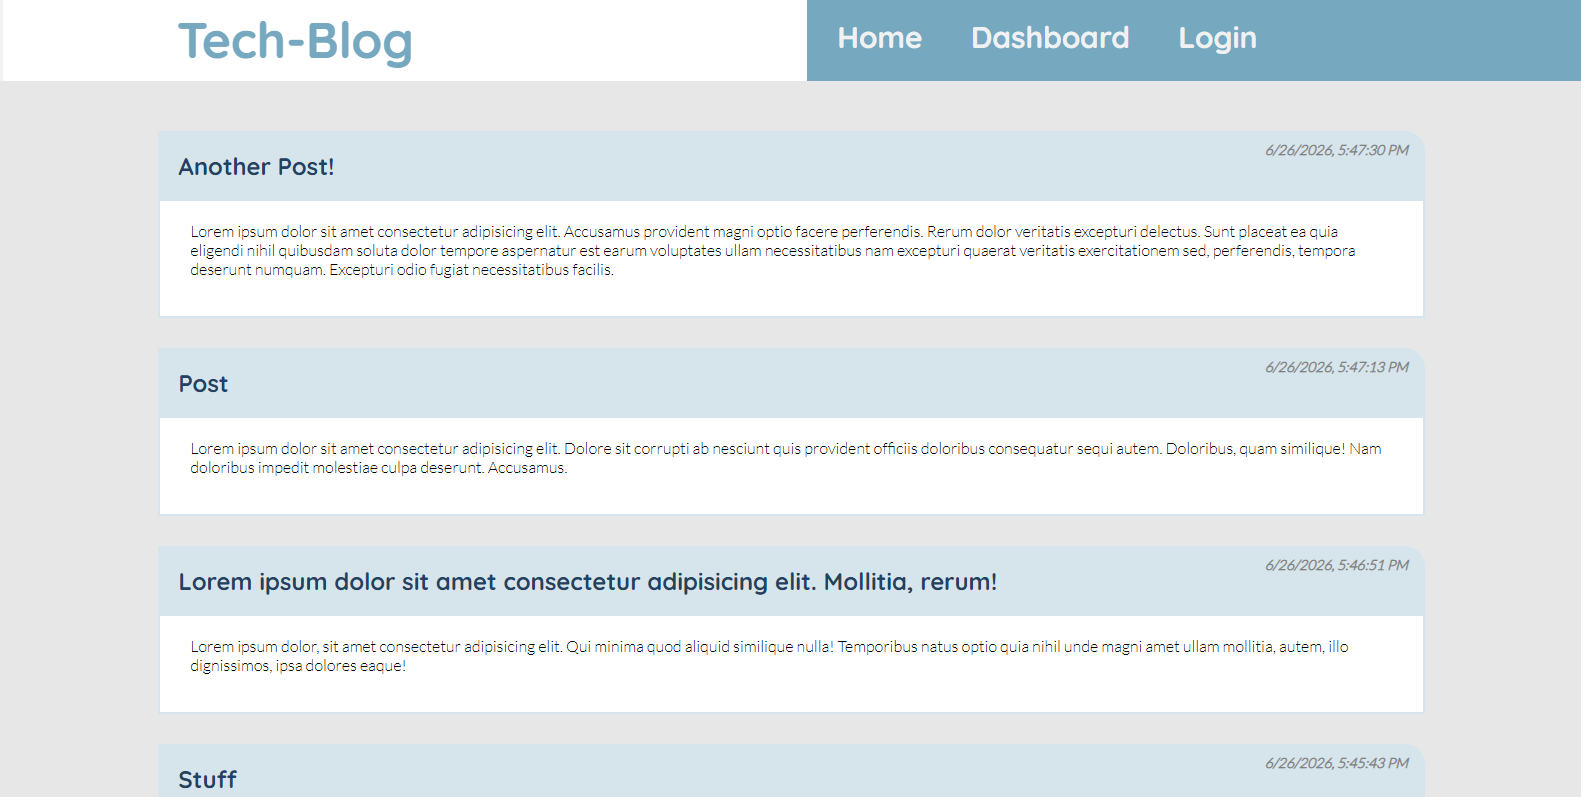 Tech-Blog
Home Dashboard Login
Another Post!
6/26/2026, 5:47:30 PM
Lorem ipsum dolor sit amet consectetur adipisicing elit. Accusamus provident magni optio facere perferendis. Rerum dolor veritatis excepturi delectus. Sunt placeat ea quia
eligendi nihil quibusdam soluta dolor tempore aspernatur est earum voluptates ullam necessitatibus nam excepturi quaerat veritatis exercitationem sed, perferendis, tempora
deserunt numquam. Excepturi odio fugiat necessitatibus facilis.
Post
6/26/2026, 5:47:13 PM
Lorem ipsum dolor sit amet consectetur adipisicing elit. Dolore sit corrupti ab nesciunt quis provident officiis doloribus consequatur sequi autem. Doloribus, quam similique! Nam
doloribus impedit molestiae culpa deserunt. Accusamus.
Lorem ipsum dolor sit amet consectetur adipisicing elit. Mollitia, rerum!
6/26/2026, 5:46:51 PM
Lorem ipsum dolor, sit amet consectetur adipisicing elit. Qui minima quod aliquid similique nulla! Temporibus natus optio quia nihil unde magni amet ullam mollitia, autem, illo
dignissimos, ipsa dolores eaque!
Stuff
6/26/2026, 5:45:43 PM